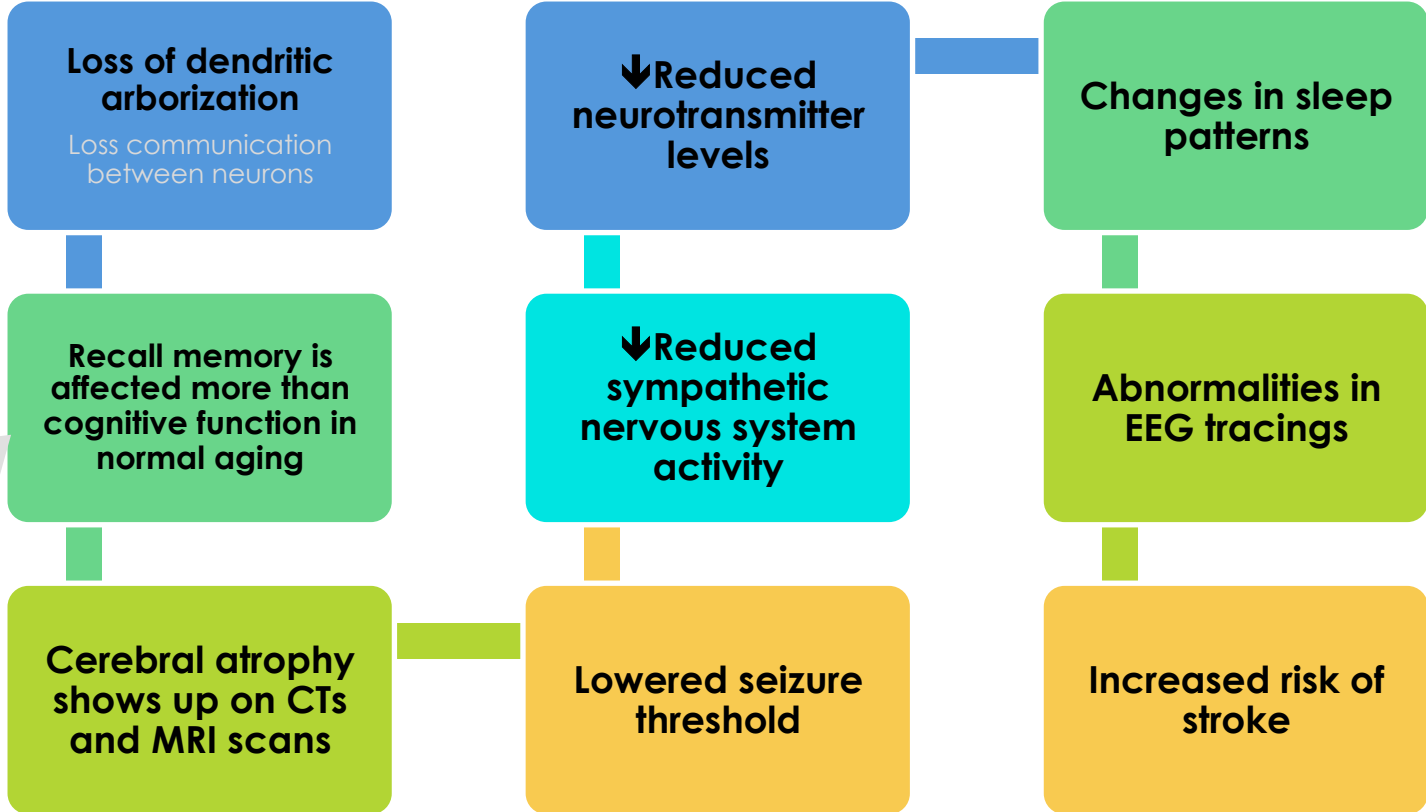 Loss of dendritic
arborization
Loss communication
between neurons
Recall memory is
affected more than
cognitive function in
normal aging
Cerebral atrophy
shows up on CTs
and MRI scans
Lowered seizure
threshold
🡻Reduced
sympathetic
nervous system
activity
🡻Reduced
neurotransmitter
levels
Changes in sleep
patterns
Abnormalities in
EEG tracings
Increased risk of
stroke